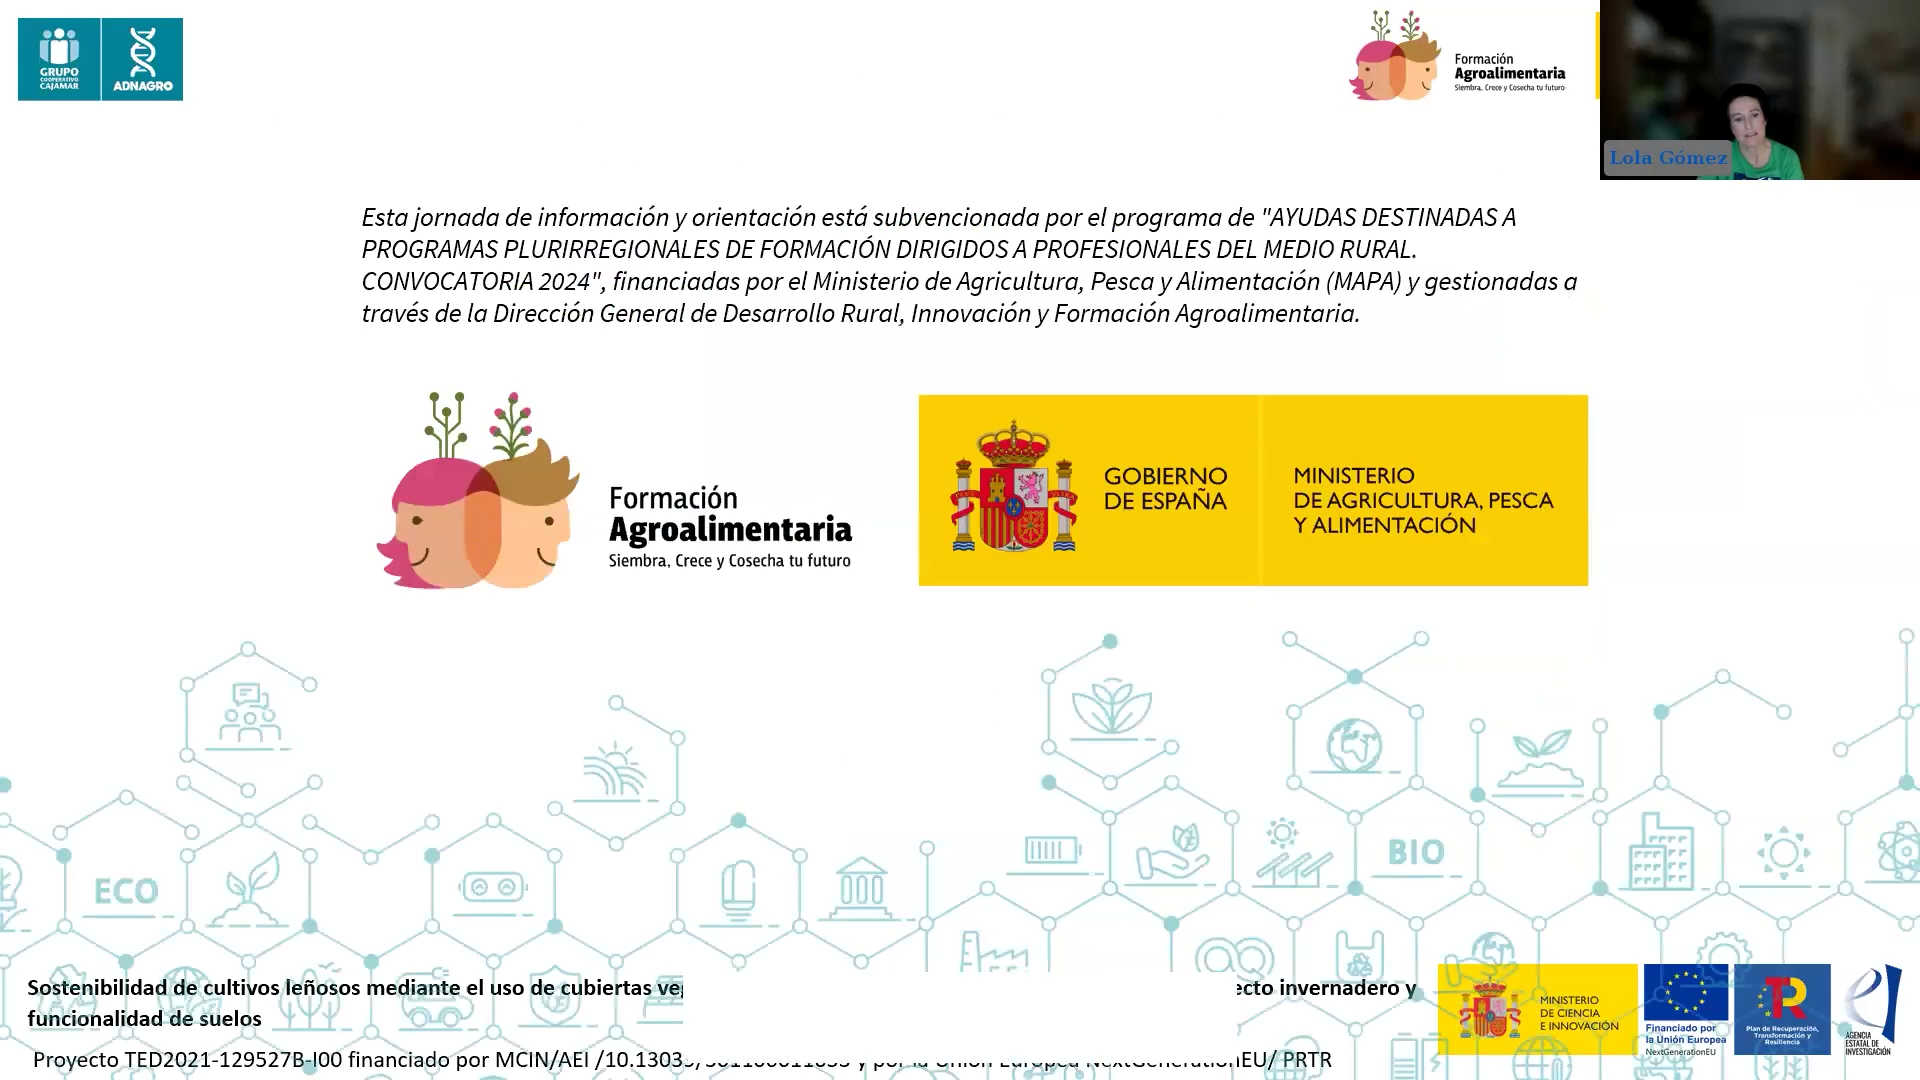 GRUPO
COOPERATIVO
CAJAMAR
ADNAGRO
Formación
Agroalimentaria
Siembra, Crece y Cosecha tu futuro
Lola Gómez
Esta jornada de información y orientación está subvencionada por el programa de "AYUDAS DESTINADAS A
PROGRAMAS PLURIRREGIONALES DE FORMACIÓN DIRIGIDOS A PROFESIONALES DEL MEDIO RURAL.
CONVOCATORIA 2024", financiadas por el Ministerio de Agricultura, Pesca y Alimentación (MAPA) y gestionadas a
través de la Dirección General de Desarrollo Rural, Innovación y Formación Agroalimentaria.
Formación
Agroalimentaria
Siembra, Crece y Cosecha tu futuro
GOBIERNO
DE ESPAÑA
MINISTERIO
DE AGRICULTURA, PESCA
Y ALIMENTACIÓN
ECO
BIO
Sostenibilidad de cultivos leñosos mediante el uso de cubiertas invernadero y
funcionalidad de suelos
Proyecto TED2021-129527B-I00 financiado por MCIN/AEI y por la Unión Europea NextGenerationEU/ PRTR
MINISTERIO
DE CIENCIA
E INNOVACIÓN
Financiado por
la Unión Europea
NextGenerationEU
Plan de Recuperación,
Transformación y
Resiliencia
AGENCIA
ESTATAL DE
INVESTIGACIÓN